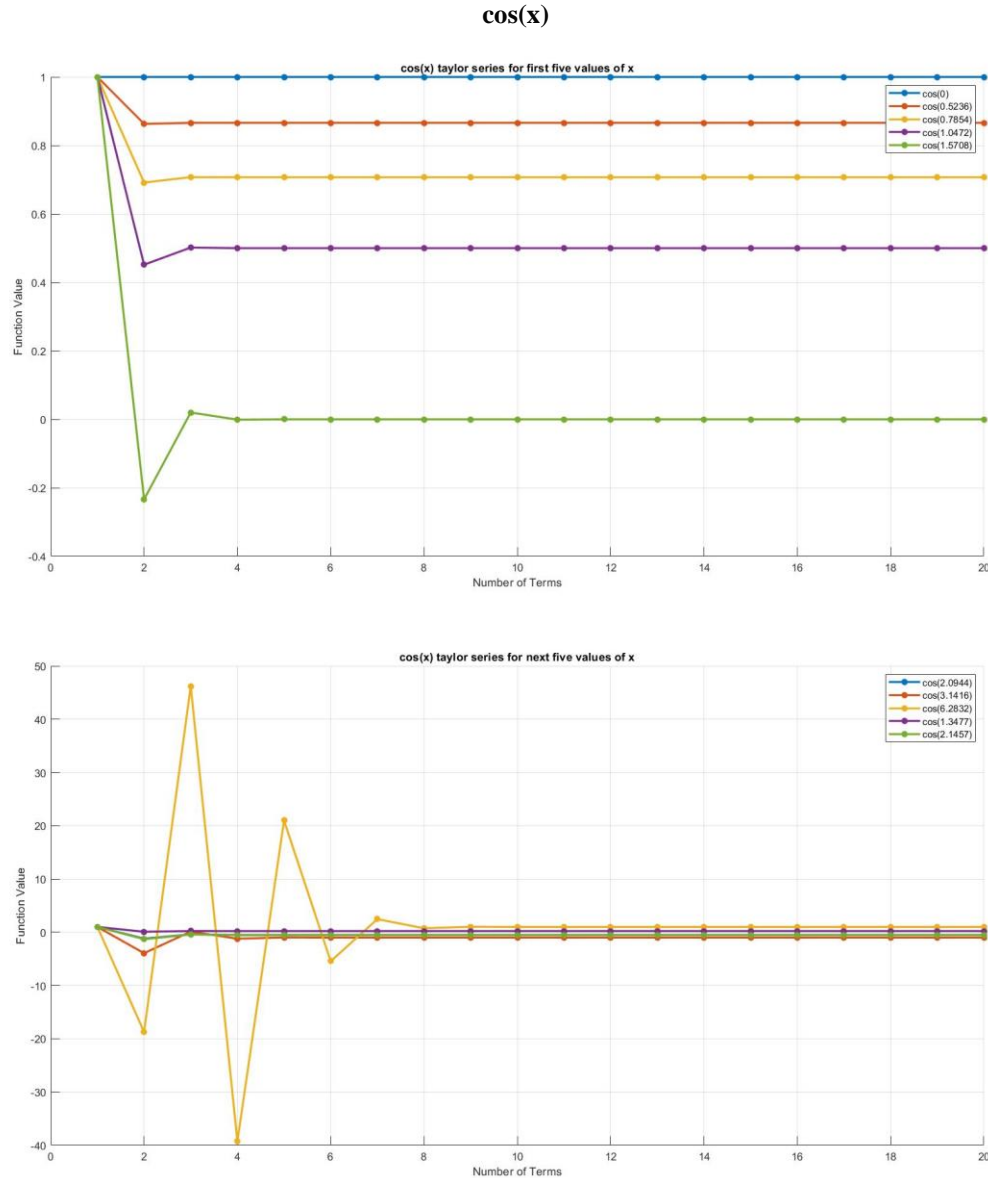 cos(x)
cos(x) taylor series for first five values of x
1
0.8
0.6
0.4
0.2
0
-0.2
-0.4
Function Value
cos(0)
cos(0.5236)
cos(0.7854)
cos(1.0472)
cos(1.5708)
0 2 4 6 8 10 12 14 16 18 20
Number of Terms
cos(x) taylor series for next five values of x
50
40
30
20
10
0
-10
-20
-30
-40
Function Value
cos(2.0944)
cos(3.1416)
cos(6.2832)
cos(1.3477)
cos(2.1457)
0 2 4 6 8 10 12 14 16 18 20
Number of Terms